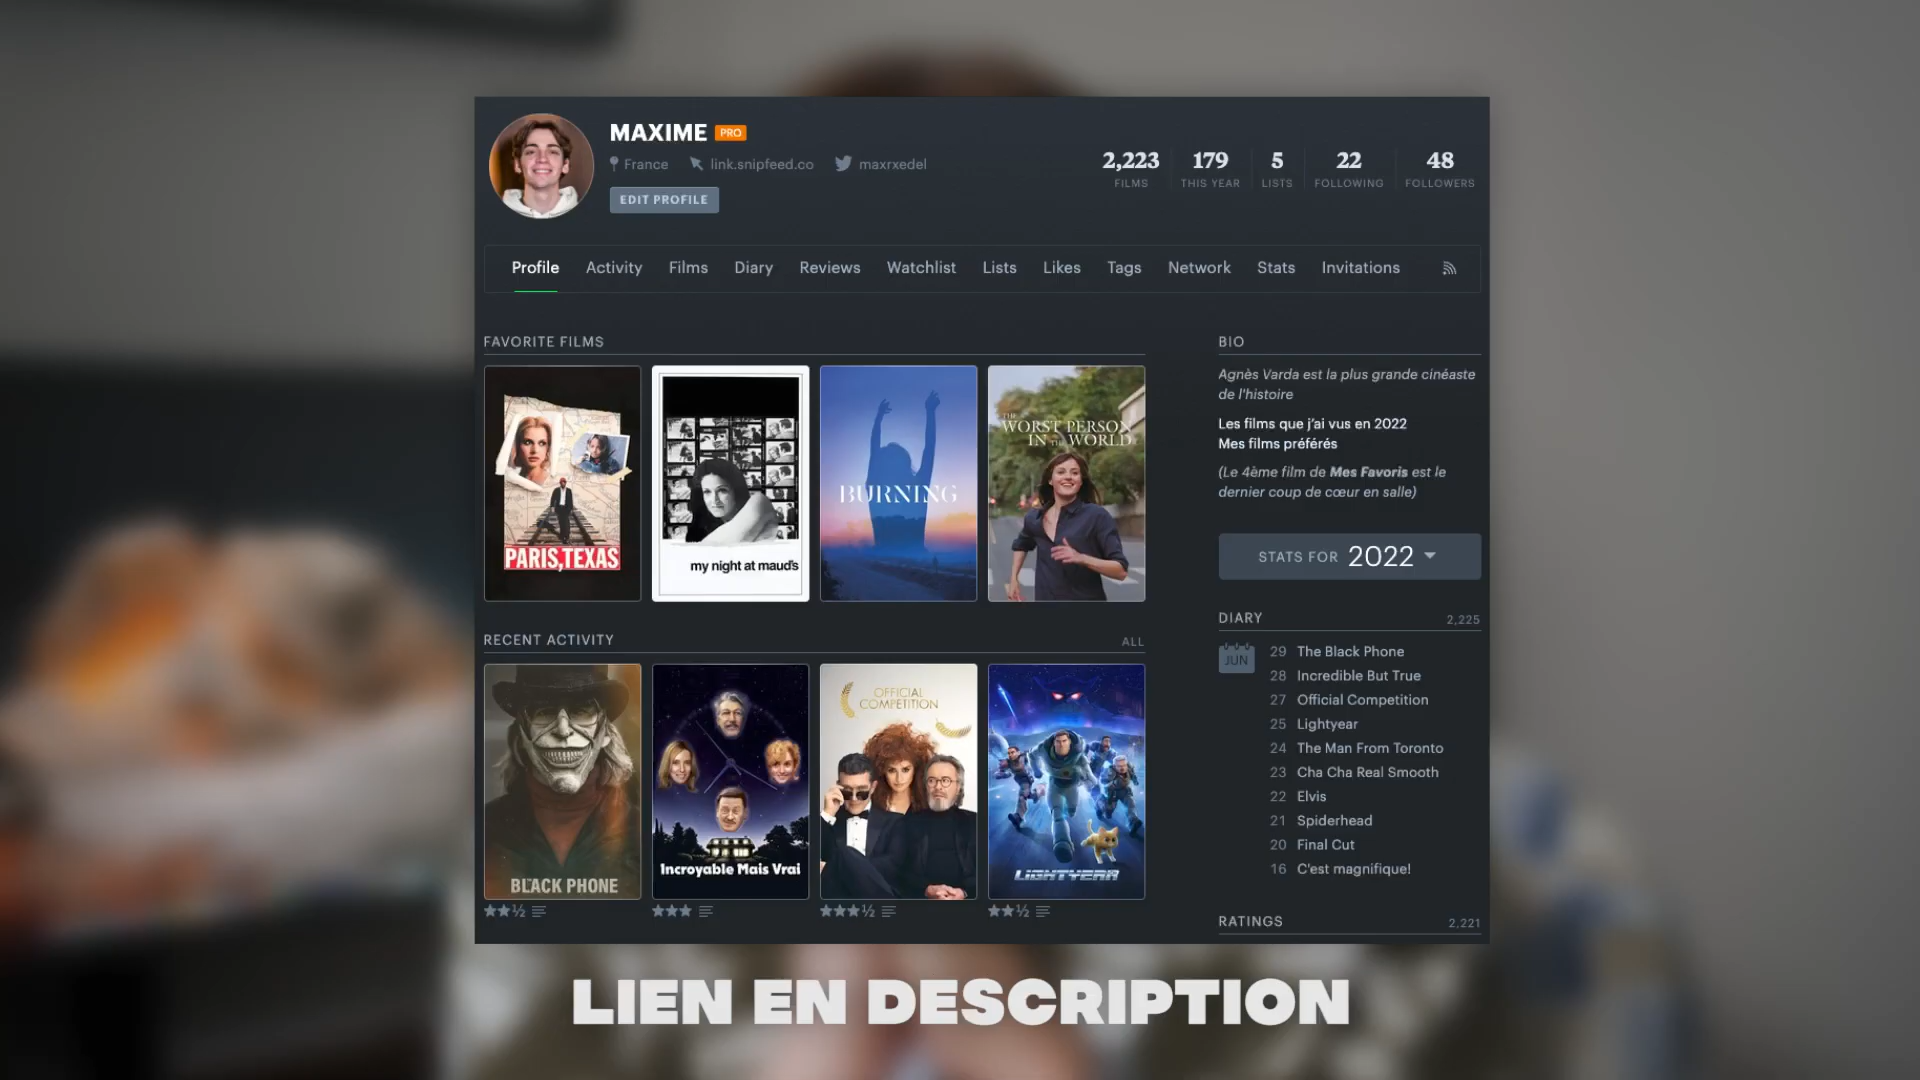 MAXIME PRO
France link.snipfeed.co maxrxedel
EDIT PROFILE
2,223 179 5 22 48
FILMS THIS YEAR LISTS FOLLOWING FOLLOWERS
Profile Activity Films Diary Reviews Watchlist Lists Likes Tags Network Stats Invitations
FAVORITE FILMS
PARIS,TEXAS
my night at maud's
BURNING
THE
WORST PERSON
IN THE WORLD
RECENT ACTIVITY ALL
BLACK PHONE
Incroyable Mais Vrai
OFFICIAL
COMPETITION
LIGHTYEAR
★★½
★★★
★★★½
★★½
BIO
Agnès Varda est la plus grande cinéaste
de l'histoire
Les films que j'ai vus en 2022
Mes films préférés
(Le 4ème film de Mes Favoris est le
dernier coup de cœur en salle)
STATS FOR 2022
DIARY 2,225
JUN
29 The Black Phone
28 Incredible But True
27 Official Competition
25 Lightyear
24 The Man From Toronto
23 Cha Cha Real Smooth
22 Elvis
21 Spiderhead
20 Final Cut
16 C'est magnifique!
RATINGS 2,221
LIEN EN DESCRIPTION